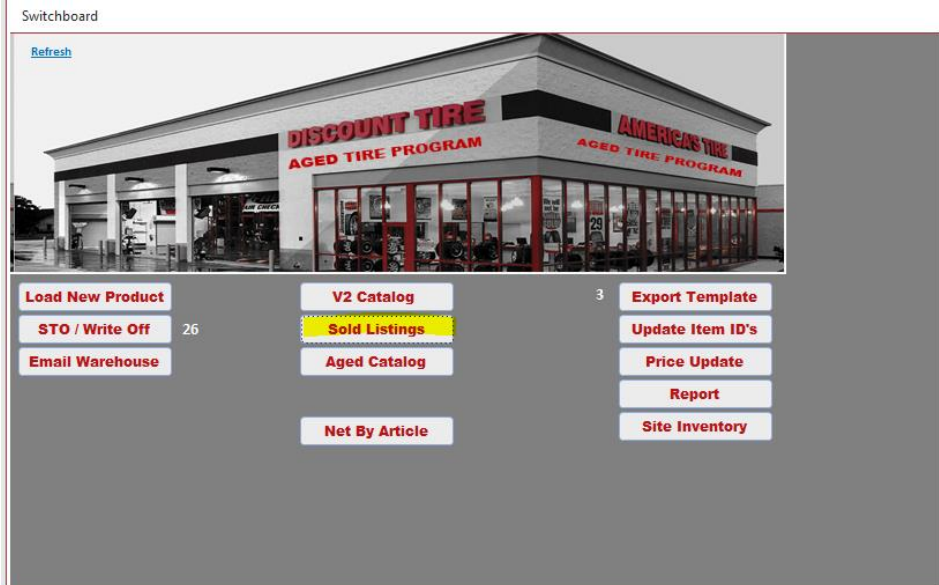 Switchboard
Refresh
DISCOUNT TIRE
AGED TIRE PROGRAM
AMERICA'S TIRE
AGED TIRE PROGRAM
29
Load New Product
V2 Catalog
3
Export Template
STO / Write Off
26
Sold Listings
Update Item ID's
Email Warehouse
Aged Catalog
Price Update
Report
Net By Article
Site Inventory